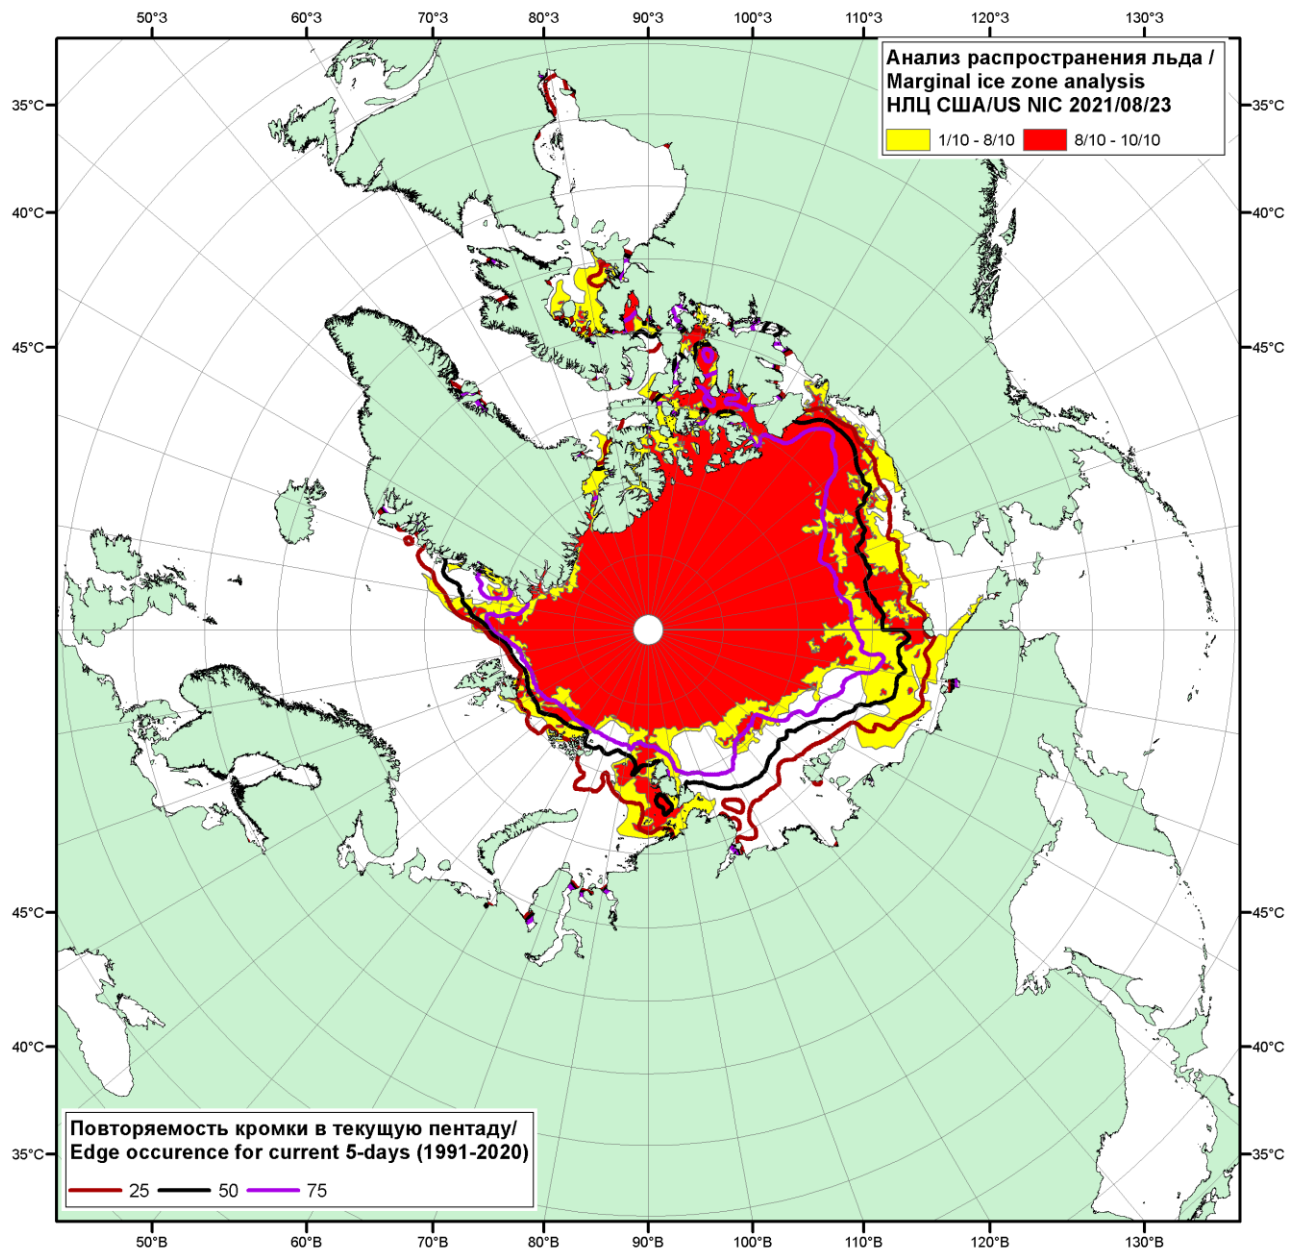 50°З 60°З 70°З 80°З 90°З 100°З 110°З 120°З 130°З
Анализ распространения льда /
Marginal ice zone analysis
НЛЦ США/US NIC 2021/08/23
1/10 - 8/10 8/10 - 10/10
35°С 35°С
40°С 40°С
45°С 45°С
45°С 45°С
40°С 40°С
35°С 35°С
Повторяемость кромки в текущую пентаду/
Edge occurence for current 5-days (1991-2020)
25 50 75
50°В 60°В 70°В 80°В 90°В 100°В 110°В 120°В 130°В